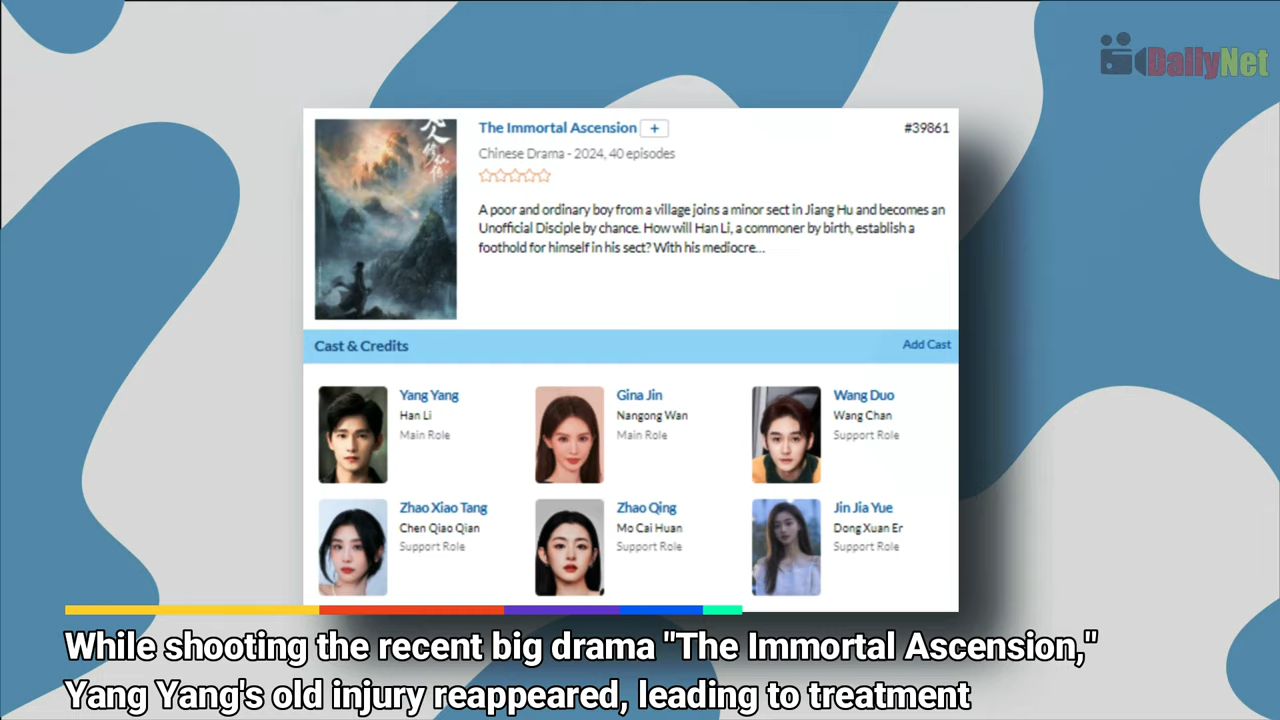 DailyNet
The Immortal Ascension +
#39861
Chinese Drama - 2024, 40 episodes
A poor and ordinary boy from a village joins a minor sect in Jiang Hu and becomes an
Unofficial Disciple by chance. How will Han Li, a commoner by birth, establish a
foothold for himself in his sect? With his mediocre...
凡人
修仙传
Cast & Credits
Add Cast
Yang Yang
Han Li
Main Role
Gina Jin
Nangong Wan
Main Role
Wang Duo
Wang Chan
Support Role
Zhao Xiao Tang
Chen Qiao Qian
Support Role
Zhao Qing
Mo Cai Huan
Support Role
Jin Jia Yue
Dong Xuan Er
Support Role
While shooting the recent big drama "The Immortal Ascension,"
Yang Yang's old injury reappeared, leading to treatment